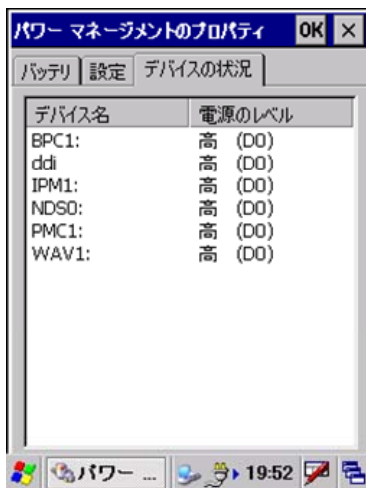 パワー マネージメントのプロパティ OK ×
バッテリ 設定 デバイスの状況
デバイス名 電源のレベル
BPC1: 高 (D0)
ddi 高 (D0)
IPM1: 高 (D0)
NDS0: 高 (D0)
PMC1: 高 (D0)
WAV1: 高 (D0)
パワー ... 19:52